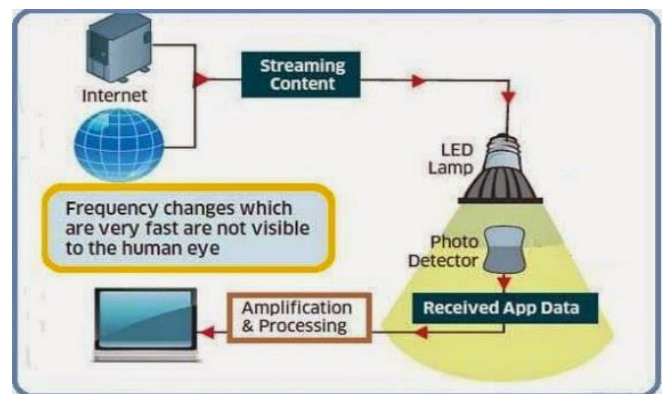 Internet
Streaming
Content
LED
Lamp
Frequency changes which
are very fast are not visible
to the human eye
Photo
Detector
Received App Data
Amplification
& Processing